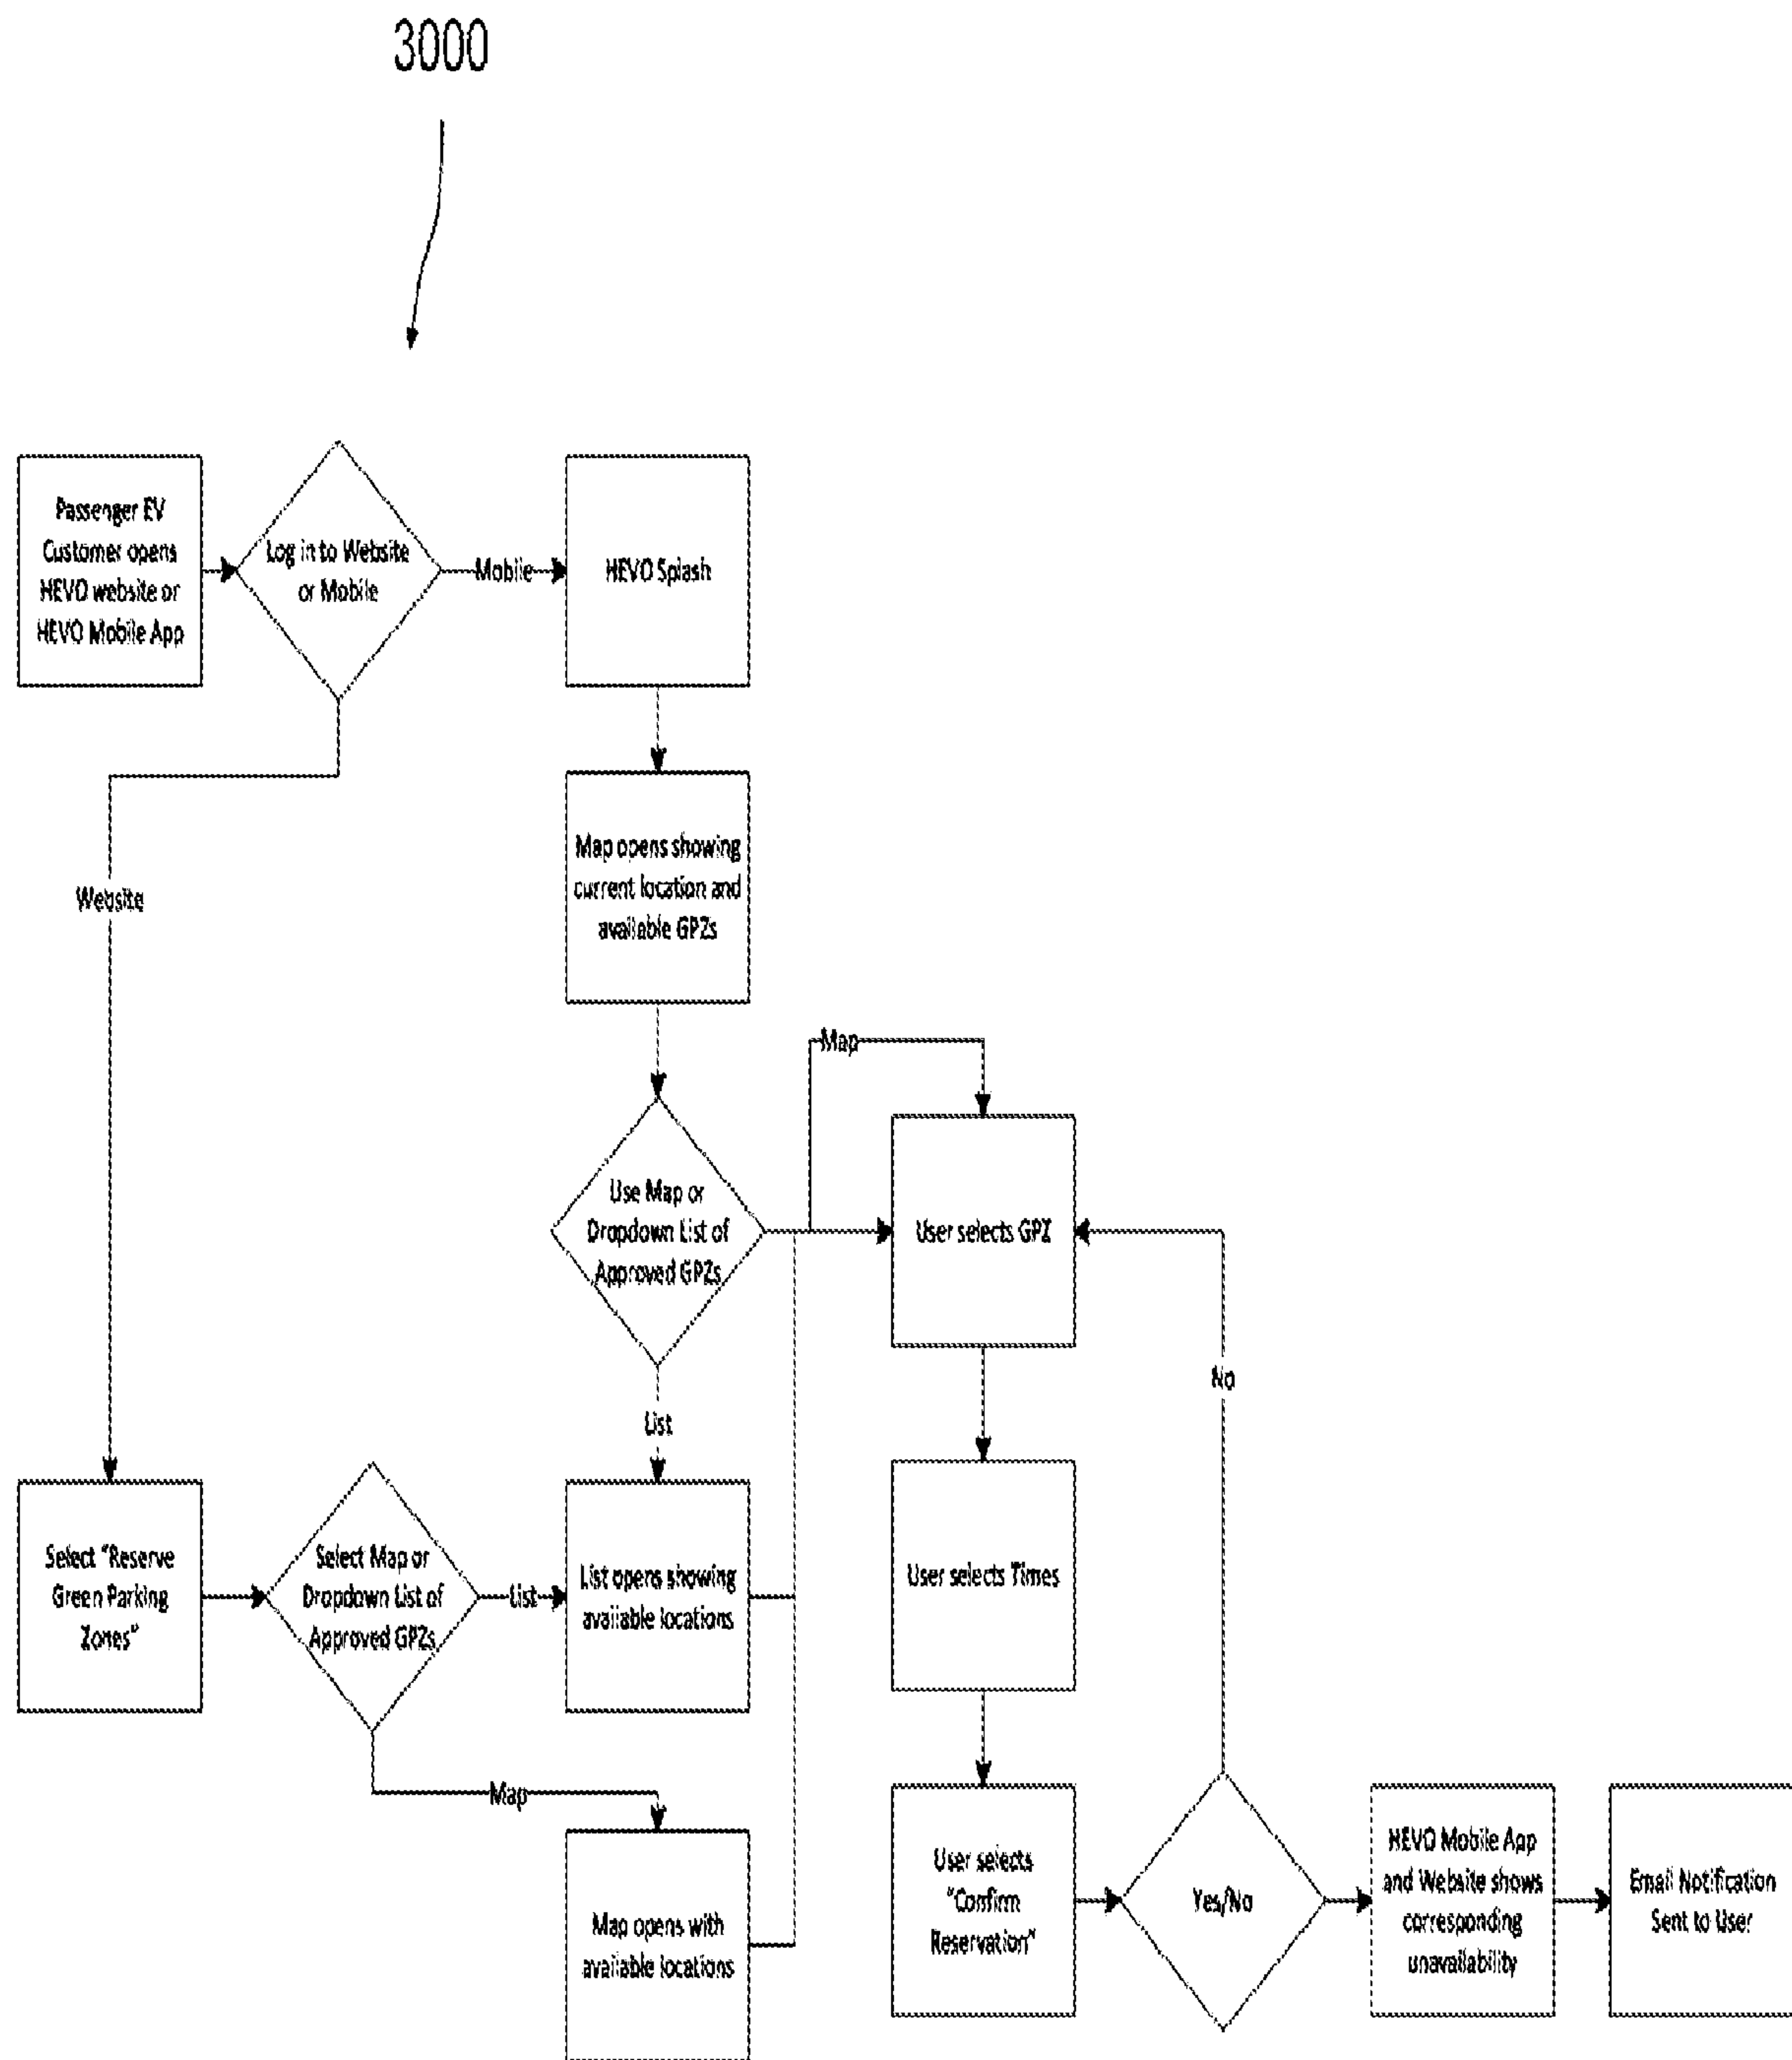 3000
Passenger EV
Customer opens
HEVO website or
HEVO Mobile App
Log in to Website
or Mobile
Mobile
HEVO Splash
Map opens showing
current location and
available GPZs
Website
Map
Use Map or
Dropdown List of
Approved GPZs
User selects GPZ
No
List
Select “Reserve
Green Parking
Zones”
Select Map or
Dropdown List of
Approved GPZs
List
List opens showing
available locations
User selects Times
Map
Map opens with
available locations
User selects
“Confirm
Reservation”
Yes/No
HEVO Mobile App
and Website shows
corresponding
unavailability
Email Notification
Sent to User